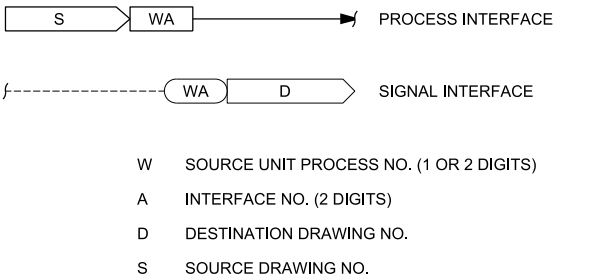 S WA PROCESS INTERFACE
WA D SIGNAL INTERFACE
W SOURCE UNIT PROCESS NO. (1 OR 2 DIGITS)
A INTERFACE NO. (2 DIGITS)
D DESTINATION DRAWING NO.
S SOURCE DRAWING NO.